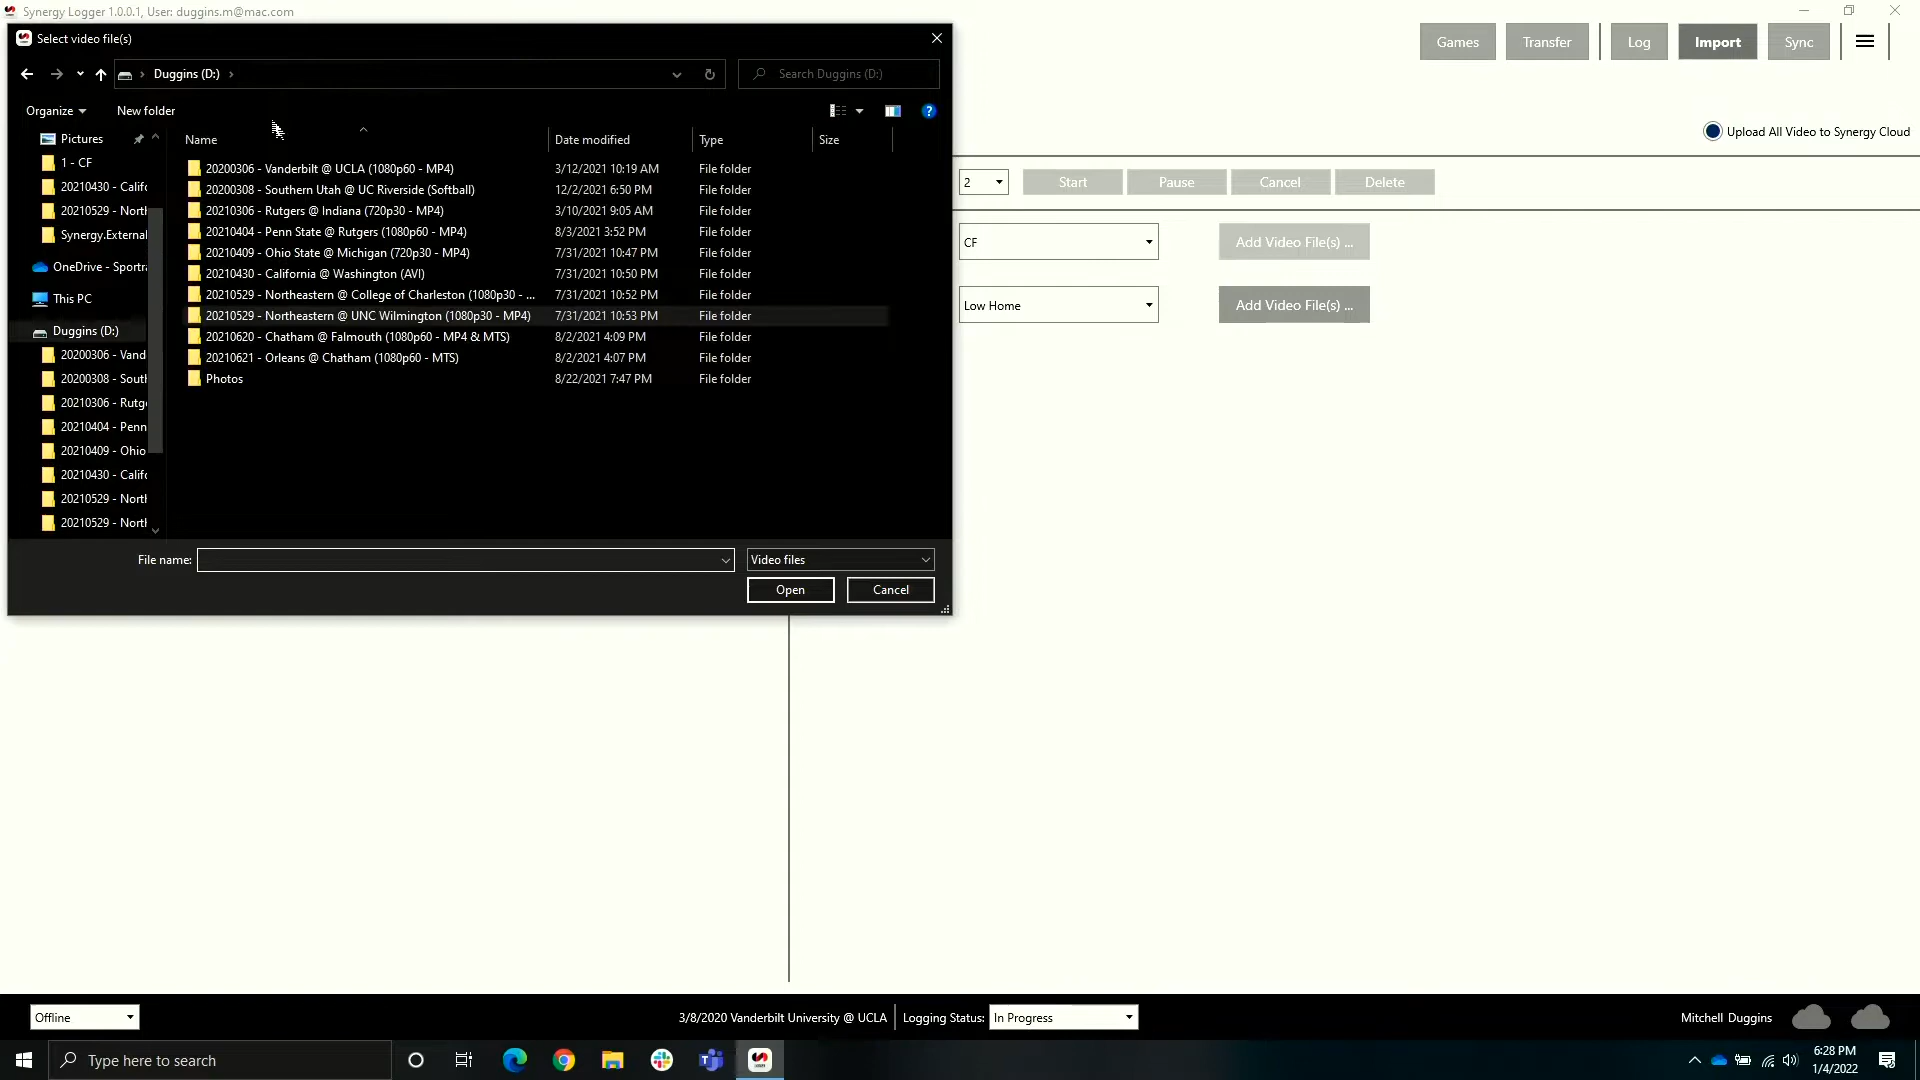 Synergy Logger 1.0.0.1, User: duggins.m@mac.com
Select video file(s)
Games
Transfer
Log
Import
Sync
Duggins (D:)
Search Duggins (D:)
Organize
New folder
Upload All Video to Synergy Cloud
Name
Date modified
Type
Size
20200306 - Vanderbilt @ UCLA (1080p60 - MP4) 3/12/2021 10:19 AM File folder
20200308 - Southern Utah @ UC Riverside (Softball) 12/2/2021 6:50 PM File folder
20210306 - Rutgers @ Indiana (720p30 - MP4) 3/10/2021 9:05 AM File folder
20210404 - Penn State @ Rutgers (1080p60 - MP4) 8/3/2021 3:52 PM File folder
20210409 - Ohio State @ Michigan (720p30 - MP4) 7/31/2021 10:47 PM File folder
20210430 - California @ Washington (AVI) 7/31/2021 10:50 PM File folder
20210529 - Northeastern @ College of Charleston (1080p30 - ... 7/31/2021 10:52 PM File folder
20210529 - Northeastern @ UNC Wilmington (1080p30 - MP4) 7/31/2021 10:53 PM File folder
20210620 - Chatham @ Falmouth (1080p60 - MP4 & MTS) 8/2/2021 4:09 PM File folder
20210621 - Orleans @ Chatham (1080p60 - MTS) 8/2/2021 4:07 PM File folder
Photos 8/22/2021 7:47 PM File folder
Pictures
1 - CF
20210430 - Califo
20210529 - North
Synergy.External
OneDrive - Sportra
This PC
Duggins (D:)
20200306 - Vand
20200308 - South
20210306 - Rutge
20210404 - Penn
20210409 - Ohio
20210430 - Califo
20210529 - North
20210529 - North
File name:
Video files
Open
Cancel
2
Start
Pause
Cancel
Delete
CF
Add Video File(s) ...
Low Home
Add Video File(s) ...
Offline
3/8/2020 Vanderbilt University @ UCLA
Logging Status:
In Progress
Mitchell Duggins
Type here to search
6:28 PM
1/4/2022